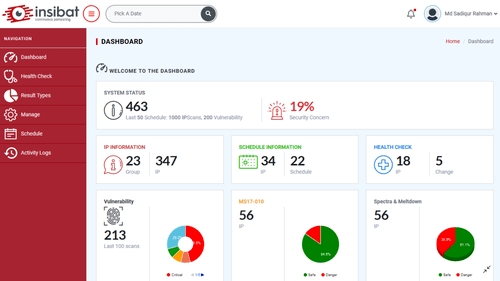 insibat
continuous pentesting
Pick A Date
Md Sadiqur Rahman
NAVIGATION
Dashboard
Health Check
Result Types
Manage
Schedule
Activity Logs
DASHBOARD
Home / Dashboard
WELCOME TO THE DASHBOARD
SYSTEM STATUS
463
Last 50 Schedule: 1000 IPScans, 200 Vulnerability
19%
Security Concern
IP INFORMATION
23
Group
347
IP
SCHEDULE INFORMATION
34
IP
22
Schedule
HEALTH CHECK
18
IP
5
Change
Vulnerability
213
Last 100 scans
Critical
MS17-010
56
IP
84.9%
Safe
Danger
Spectra & Meltdown
56
IP
Safe
Danger